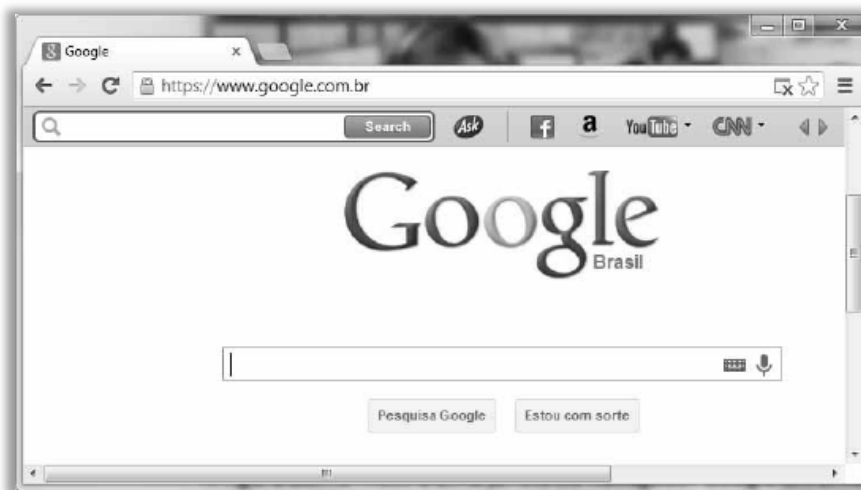 Google
https://www.google.com.br
Search Ask f a YouTube CNN
Google
Brasil
Pesquisa Google Estou com sorte